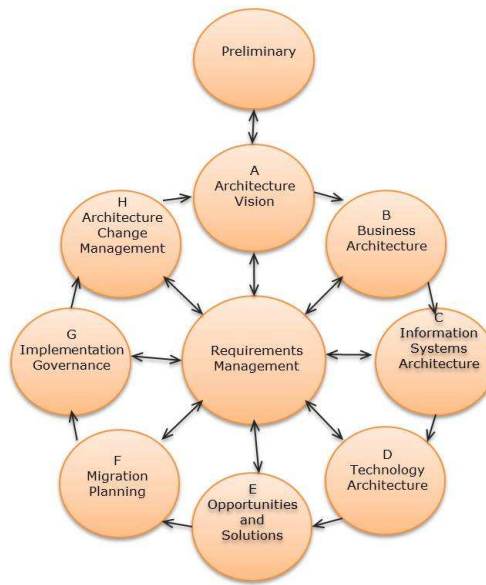 Preliminary
A
Architecture
Vision
B
Business
Architecture
C
Information
Systems
Architecture
D
Technology
Architecture
E
Opportunities
and
Solutions
F
Migration
Planning
G
Implementation
Governance
H
Architecture
Change
Management
Requirements
Management